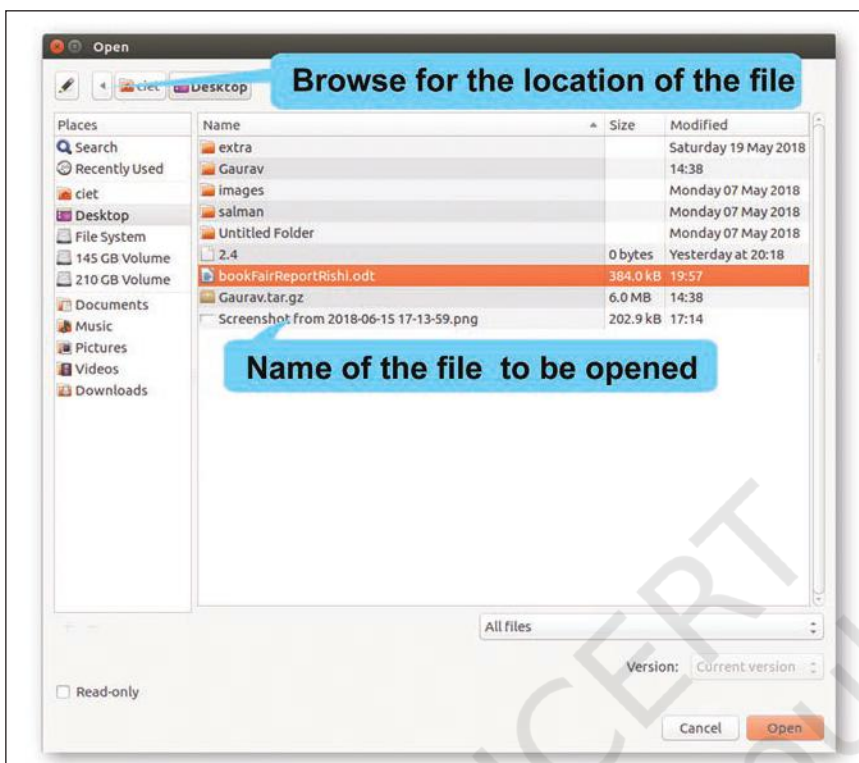 Open
ciet Desktop
Browse for the location of the file
Places
Search
Recently Used
ciet
Desktop
File System
145 GB Volume
210 GB Volume
Documents
Music
Pictures
Videos
Downloads
Name Size Modified
extra Saturday 19 May 2018
Gaurav 14:38
images Monday 07 May 2018
salman Monday 07 May 2018
Untitled Folder Monday 07 May 2018
2.4 0 bytes Yesterday at 20:18
bookFairReportRishi.odt 384.0 kB 19:57
Gaurav.tar.gz 6.0 MB 14:38
Screenshot from 2018-06-15 17-13-59.png 202.9 kB 17:14
Name of the file to be opened
All files
Version: Current version
Read-only
Cancel Open
NCERT